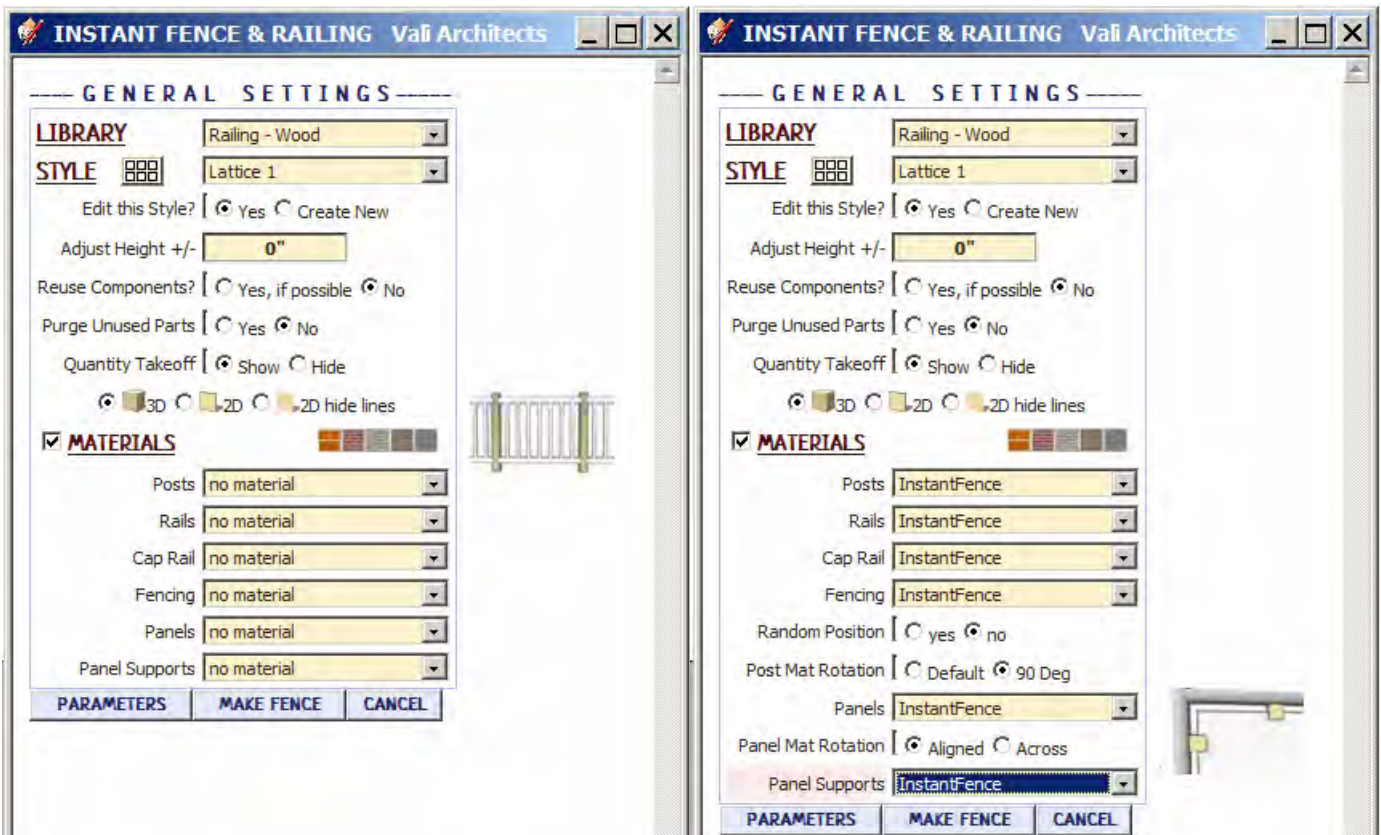 INSTANT FENCE & RAILING Vali Architects
---- GENERAL SETTINGS-----
LIBRARY Railing - Wood
STYLE Lattice 1
Edit this Style? Yes Create New
Adjust Height +/- 0"
Reuse Components? Yes, if possible No
Purge Unused Parts Yes No
Quantity Takeoff Show Hide
3D 2D 2D hide lines
MATERIALS
Posts no material
Rails no material
Cap Rail no material
Fencing no material
Panels no material
Panel Supports no material
PARAMETERS MAKE FENCE CANCEL
INSTANT FENCE & RAILING Vali Architects
---- GENERAL SETTINGS-----
LIBRARY Railing - Wood
STYLE Lattice 1
Edit this Style? Yes Create New
Adjust Height +/- 0"
Reuse Components? Yes, if possible No
Purge Unused Parts Yes No
Quantity Takeoff Show Hide
3D 2D 2D hide lines
MATERIALS
Posts InstantFence
Rails InstantFence
Cap Rail InstantFence
Fencing InstantFence
Random Position yes no
Post Mat Rotation Default 90 Deg
Panels InstantFence
Panel Mat Rotation Aligned Across
Panel Supports InstantFence
PARAMETERS MAKE FENCE CANCEL